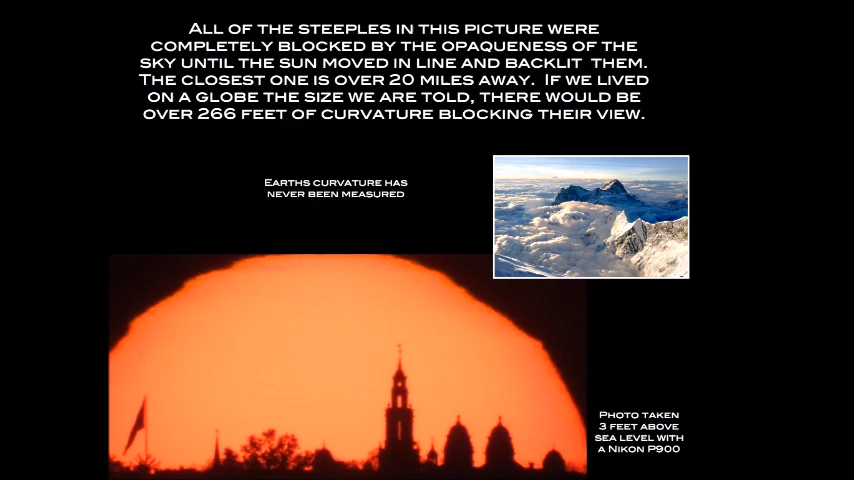 All of the steeples in this picture were
completely blocked by the opaqueness of the
sky until the sun moved in line and backlit them.
The closest one is over 20 miles away. If we lived
on a globe the size we are told, there would be
over 266 feet of curvature blocking their view.
Earths curvature has
never been measured
Photo taken
3 feet above
sea level with
a Nikon P900